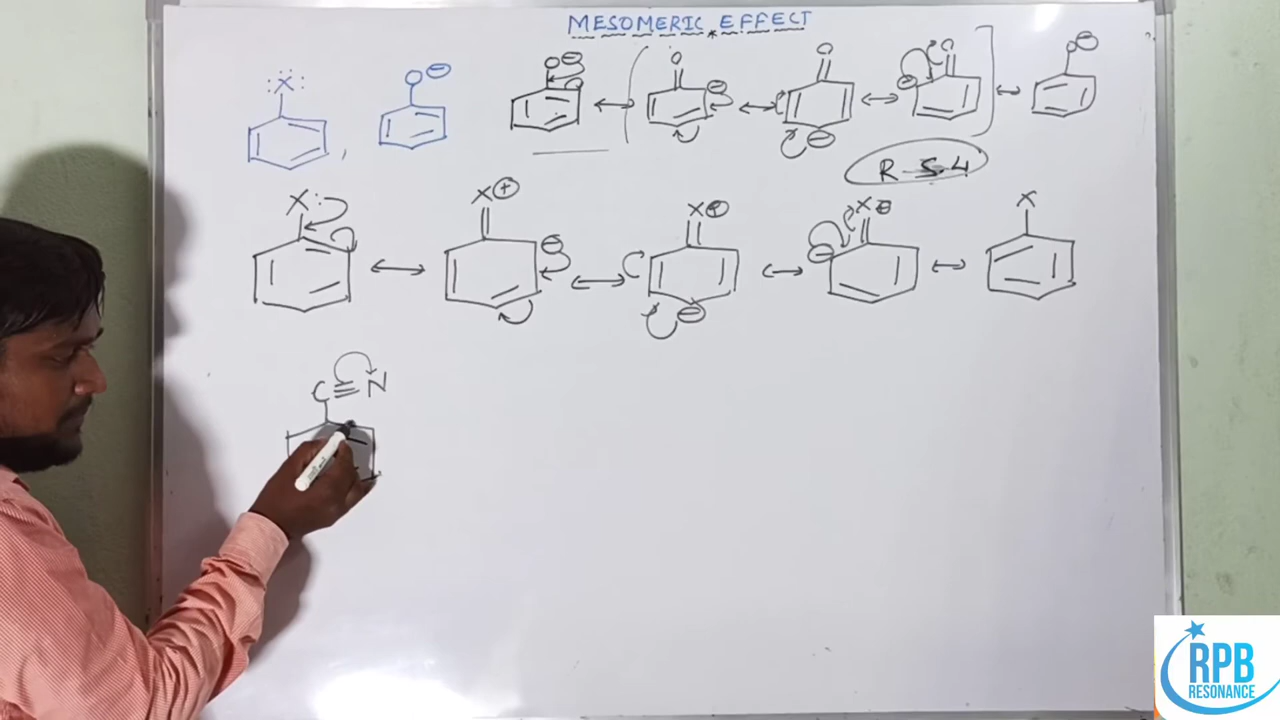 MESOMERIC EFFECT
:Ẍ: O⊖ O⊖ O ⊖ O ⊖ O ⊖ O⊖
,
R-S-4
X: X⊕ ⊖ X⊕ ⊖ X⊕ ⊖ X
C≡N
RPB
RESONANCE